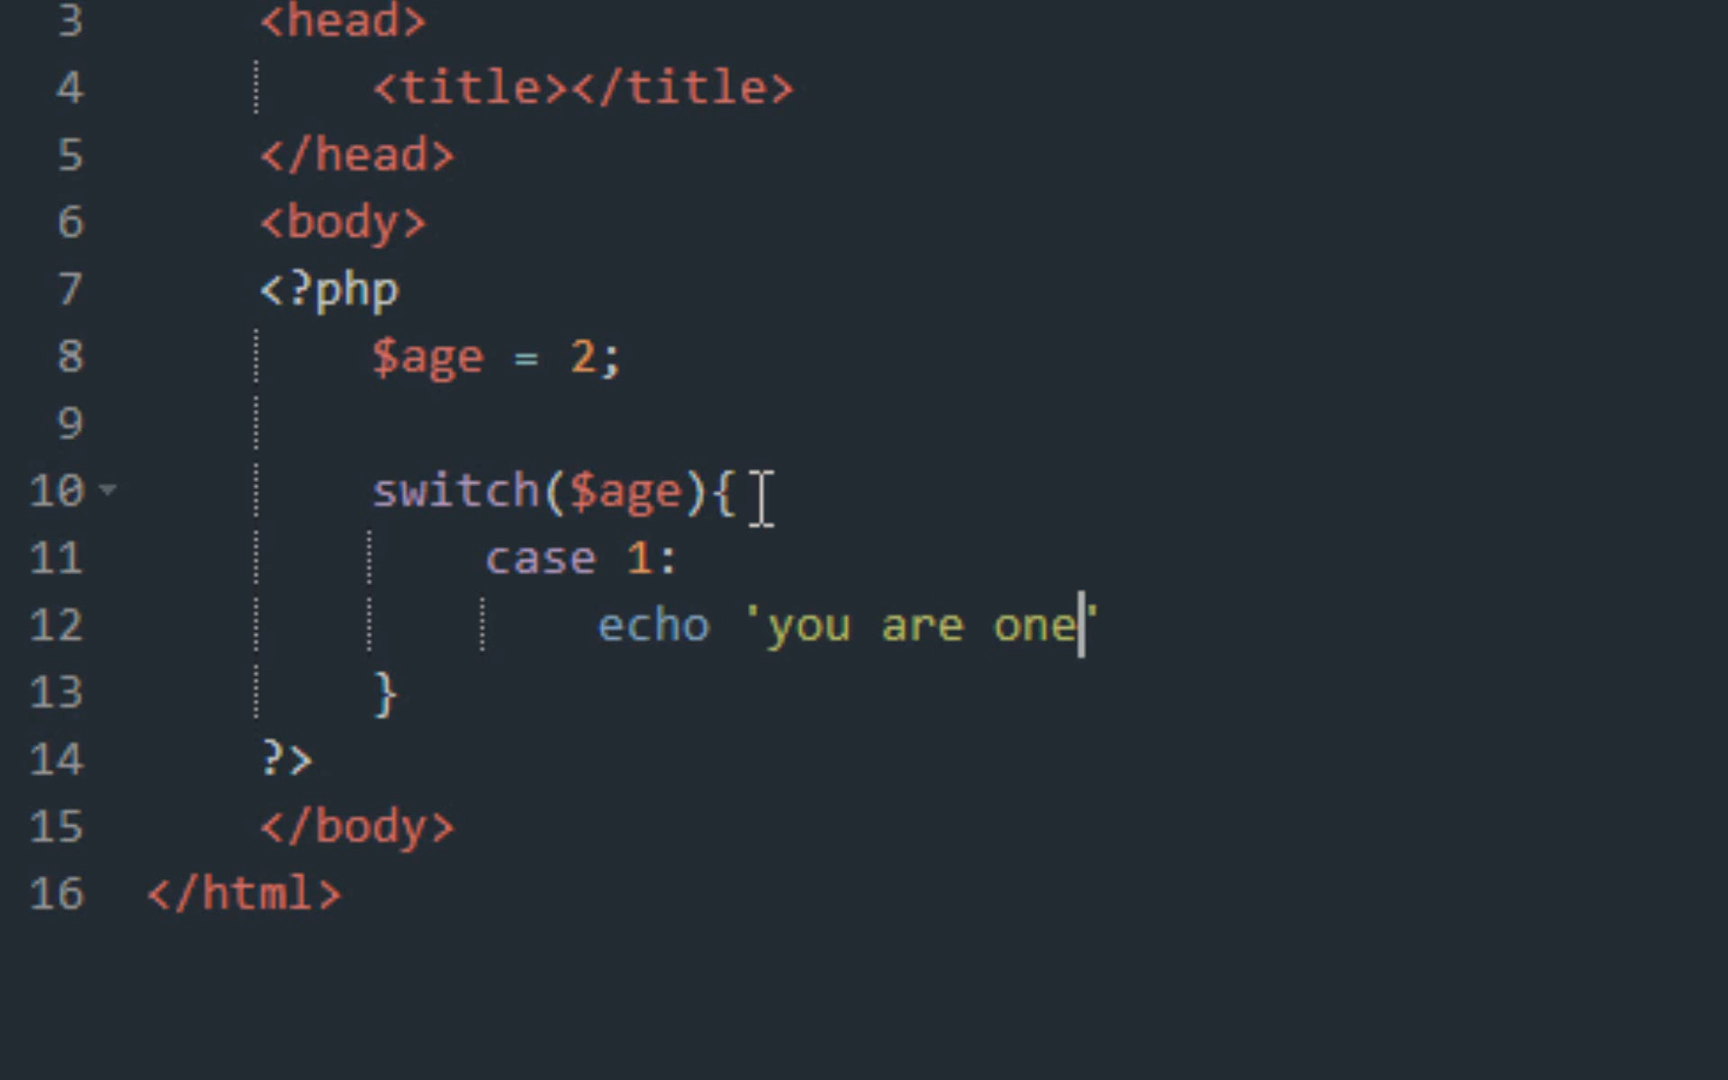 3 <head>
4 <title></title>
5 </head>
6 <body>
7 <?php
8 $age = 2;
9
10 switch($age){
11 case 1:
12 echo 'you are one'
13 }
14 ?>
15 </body>
16 </html>